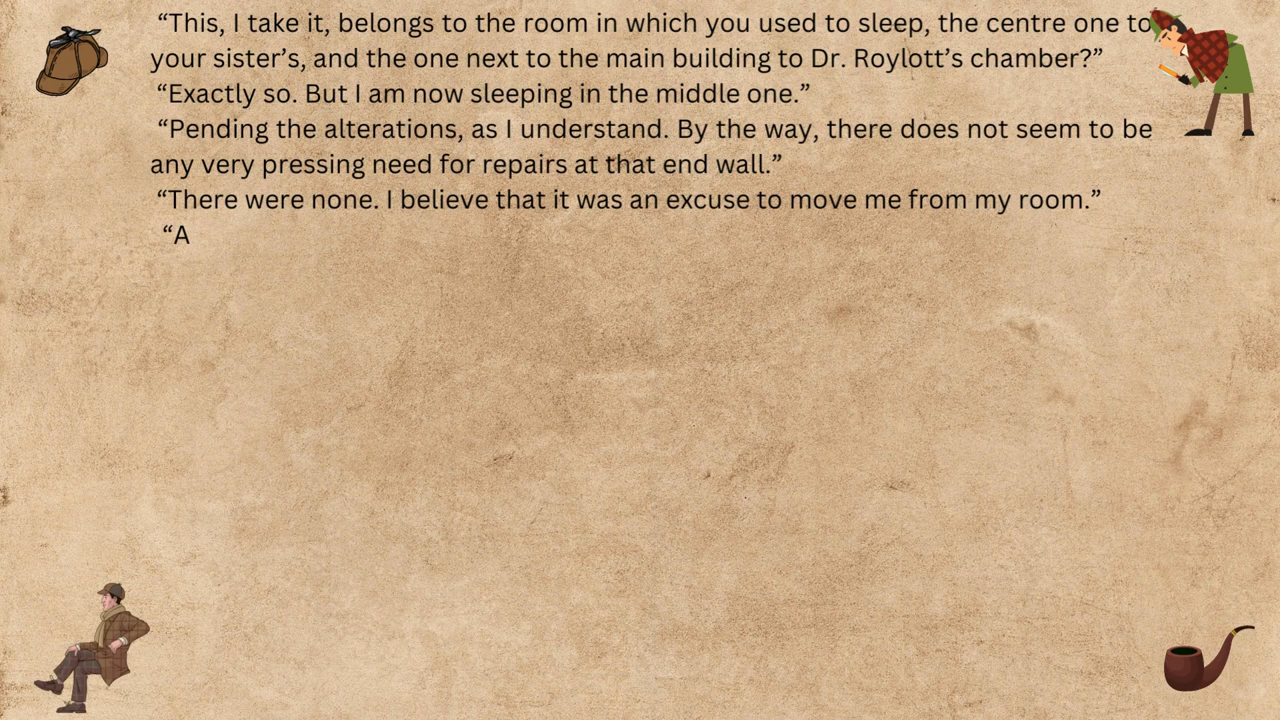 “This, I take it, belongs to the room in which you used to sleep, the centre one to
your sister’s, and the one next to the main building to Dr. Roylott’s chamber?”
“Exactly so. But I am now sleeping in the middle one.”
“Pending the alterations, as I understand. By the way, there does not seem to be
any very pressing need for repairs at that end wall.”
“There were none. I believe that it was an excuse to move me from my room.”
“A